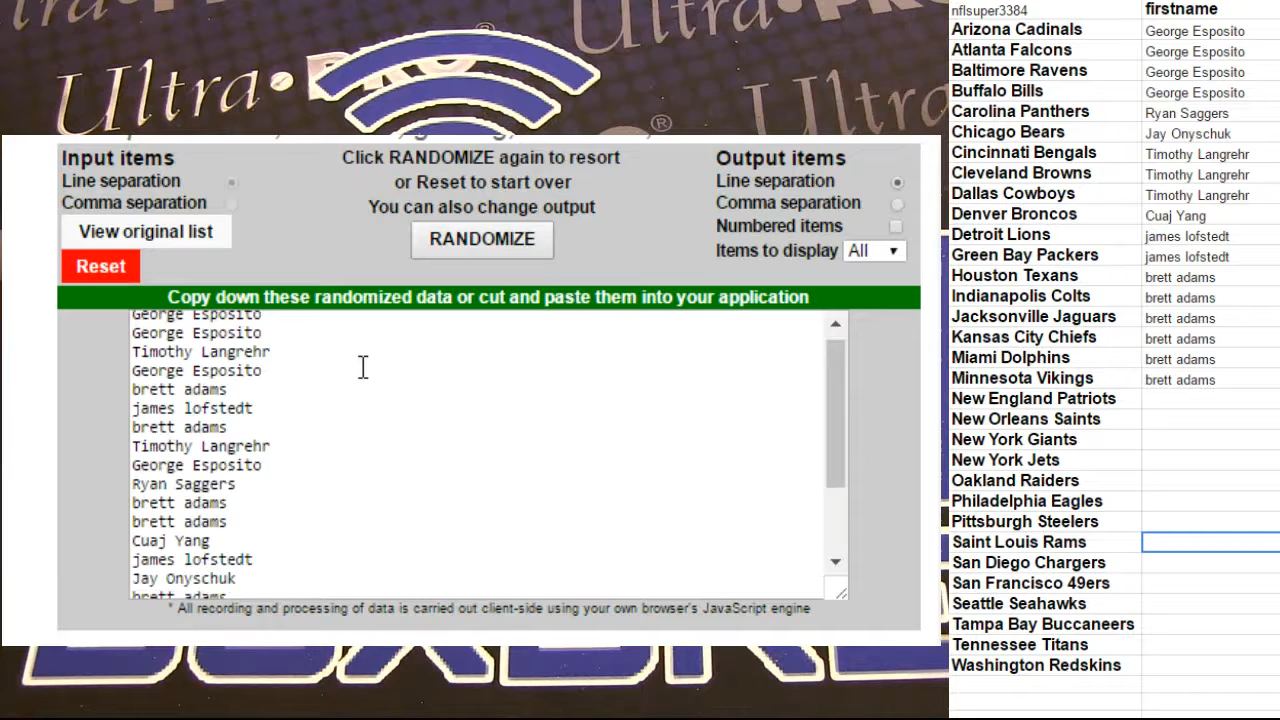 Ultra PRO
Ultra PRO
Ultra
nflsuper3384 firstname
Arizona Cadinals George Esposito
Atlanta Falcons George Esposito
Baltimore Ravens George Esposito
Buffalo Bills George Esposito
Carolina Panthers Ryan Saggers
Chicago Bears Jay Onyschuk
Cincinnati Bengals Timothy Langrehr
Cleveland Browns Timothy Langrehr
Dallas Cowboys Timothy Langrehr
Denver Broncos Cuaj Yang
Detroit Lions james lofstedt
Green Bay Packers james lofstedt
Houston Texans brett adams
Indianapolis Colts brett adams
Jacksonville Jaguars brett adams
Kansas City Chiefs brett adams
Miami Dolphins brett adams
Minnesota Vikings brett adams
New England Patriots
New Orleans Saints
New York Giants
New York Jets
Oakland Raiders
Philadelphia Eagles
Pittsburgh Steelers
Saint Louis Rams
San Diego Chargers
San Francisco 49ers
Seattle Seahawks
Tampa Bay Buccaneers
Tennessee Titans
Washington Redskins
Input items
Line separation
Comma separation
View original list
Reset
Click RANDOMIZE again to resort
or Reset to start over
You can also change output
RANDOMIZE
Output items
Line separation
Comma separation
Numbered items
Items to display All
Copy down these randomized data or cut and paste them into your application
George Esposito
George Esposito
Timothy Langrehr
George Esposito
brett adams
james lofstedt
brett adams
Timothy Langrehr
George Esposito
Ryan Saggers
brett adams
brett adams
Cuaj Yang
james lofstedt
Jay Onyschuk
brett adams
* All recording and processing of data is carried out client-side using your own browser's JavaScript engine